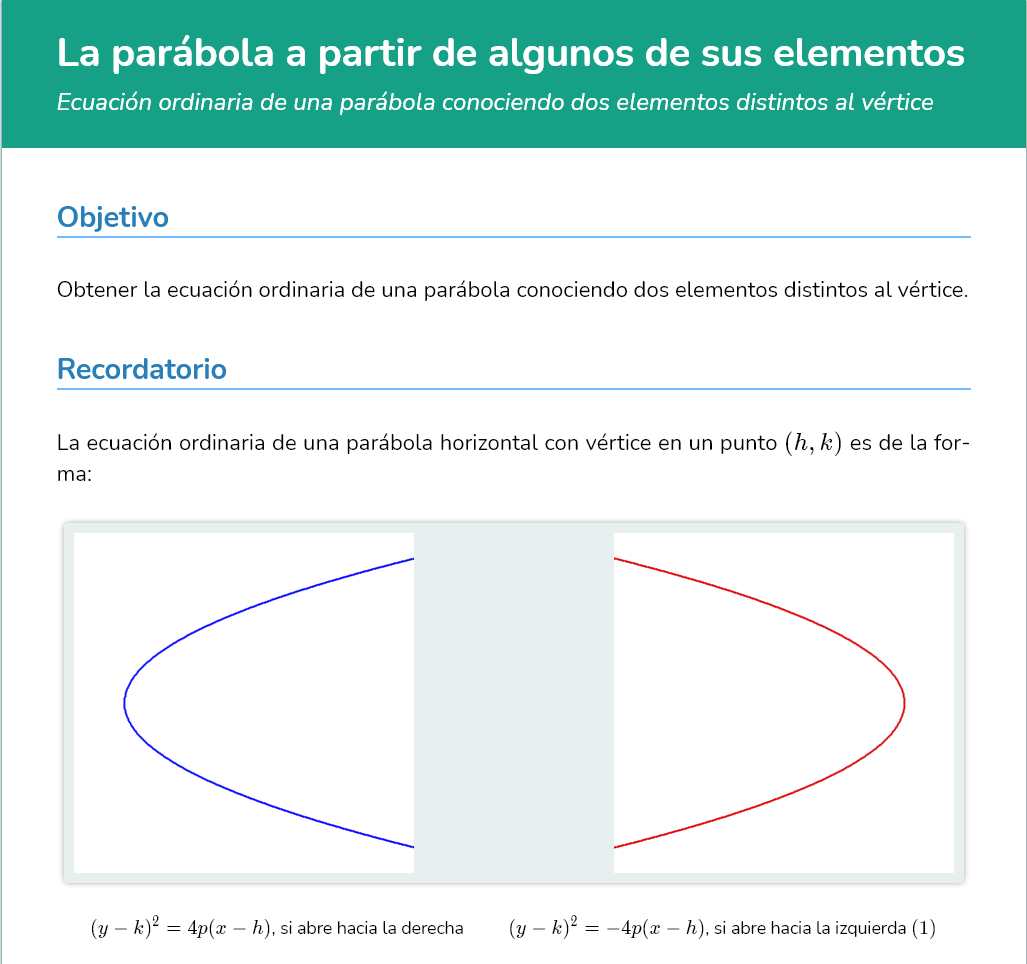 La parábola a partir de algunos de sus elementos
Ecuación ordinaria de una parábola conociendo dos elementos distintos al vértice
Objetivo
Obtener la ecuación ordinaria de una parábola conociendo dos elementos distintos al vértice.
Recordatorio
La ecuación ordinaria de una parábola horizontal con vértice en un punto (h, k) es de la for-
ma:
(y − k)² = 4p(x − h), si abre hacia la derecha (y − k)² = −4p(x − h), si abre hacia la izquierda (1)